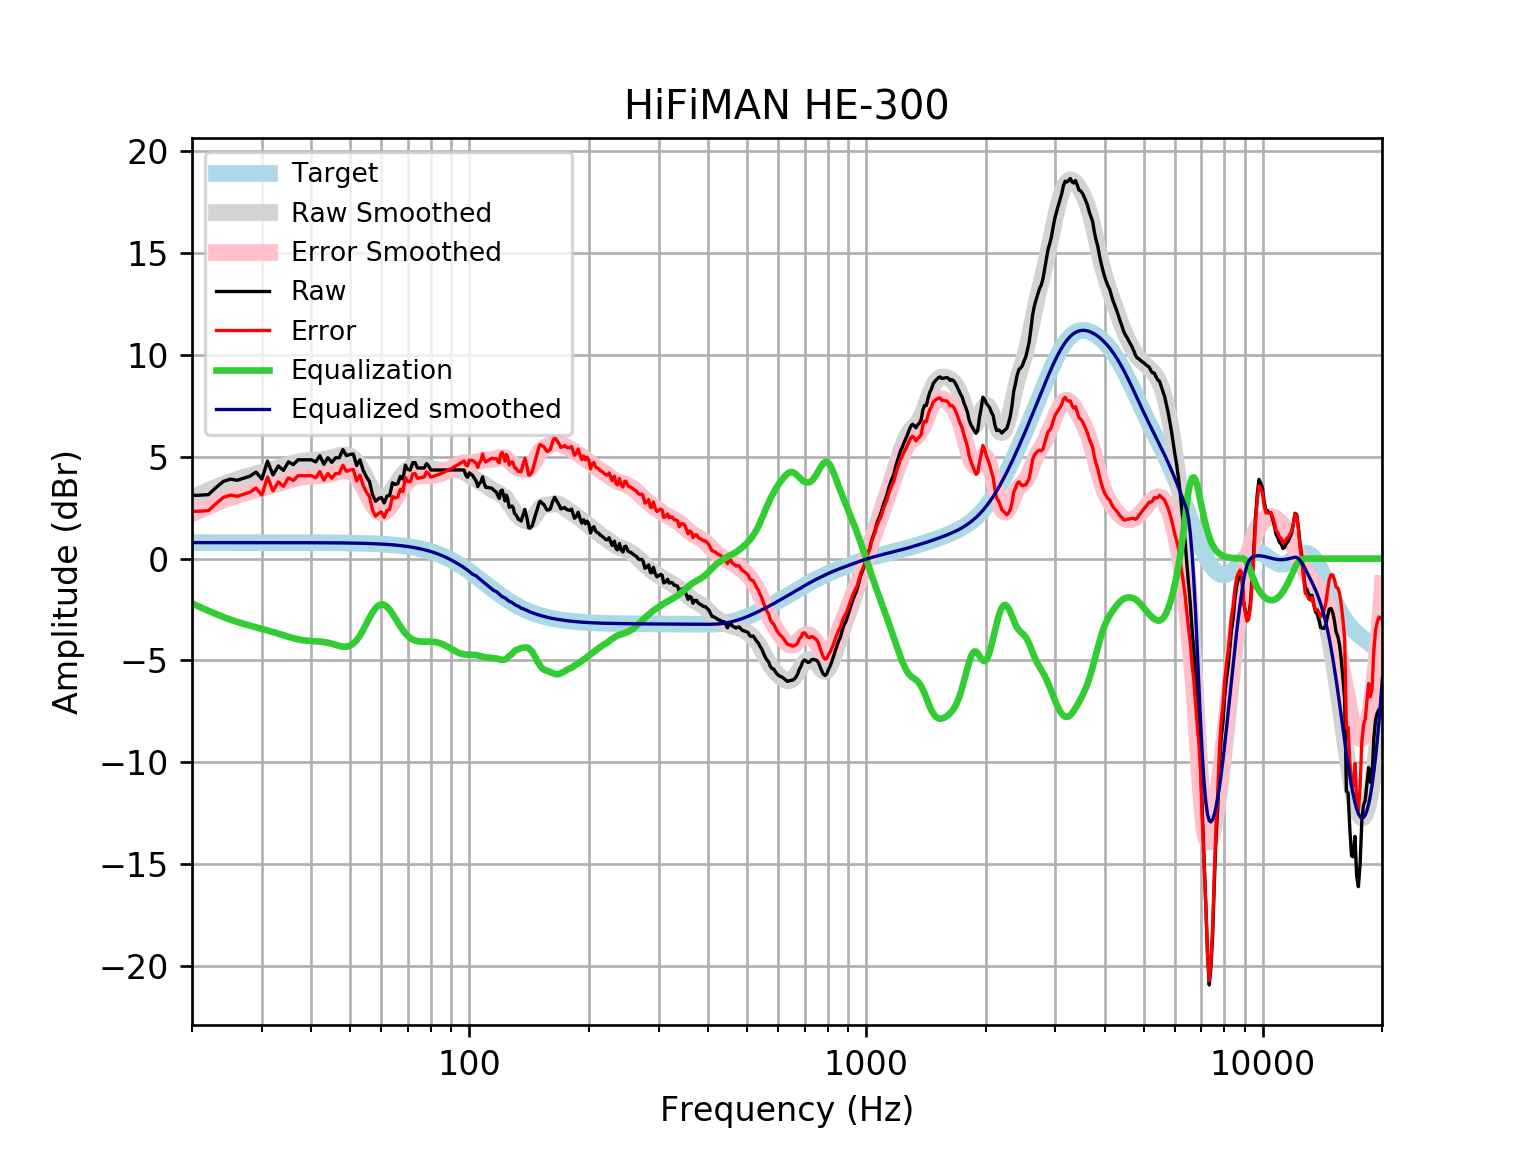 HiFiMAN HE-300
20
15
10
5
0
−5
−10
−15
−20
Amplitude (dBr)
Target
Raw Smoothed
Error Smoothed
Raw
Error
Equalization
Equalized smoothed
100
1000
10000
Frequency (Hz)